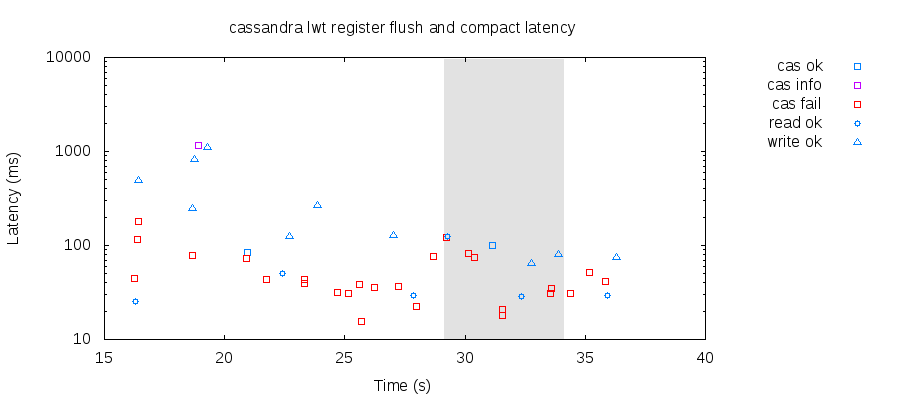 cassandra lwt register flush and compact latency
10000
1000
100
10
15 20 25 30 35 40
Latency (ms)
Time (s)
cas ok
cas info
cas fail
read ok
write ok